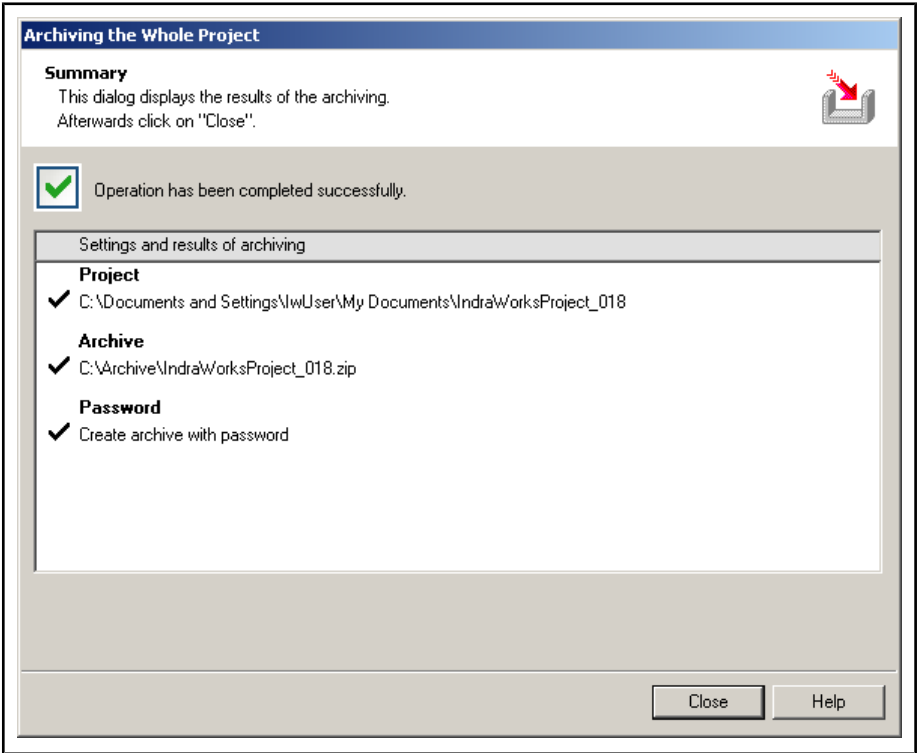 Archiving the Whole Project
Summary
This dialog displays the results of the archiving.
Afterwards click on "Close".
Operation has been completed successfully.
Settings and results of archiving
Project
C:\Documents and Settings\IwUser\My Documents\IndraWorksProject_018
Archive
C:\Archive\IndraWorksProject_018.zip
Password
Create archive with password
Close
Help